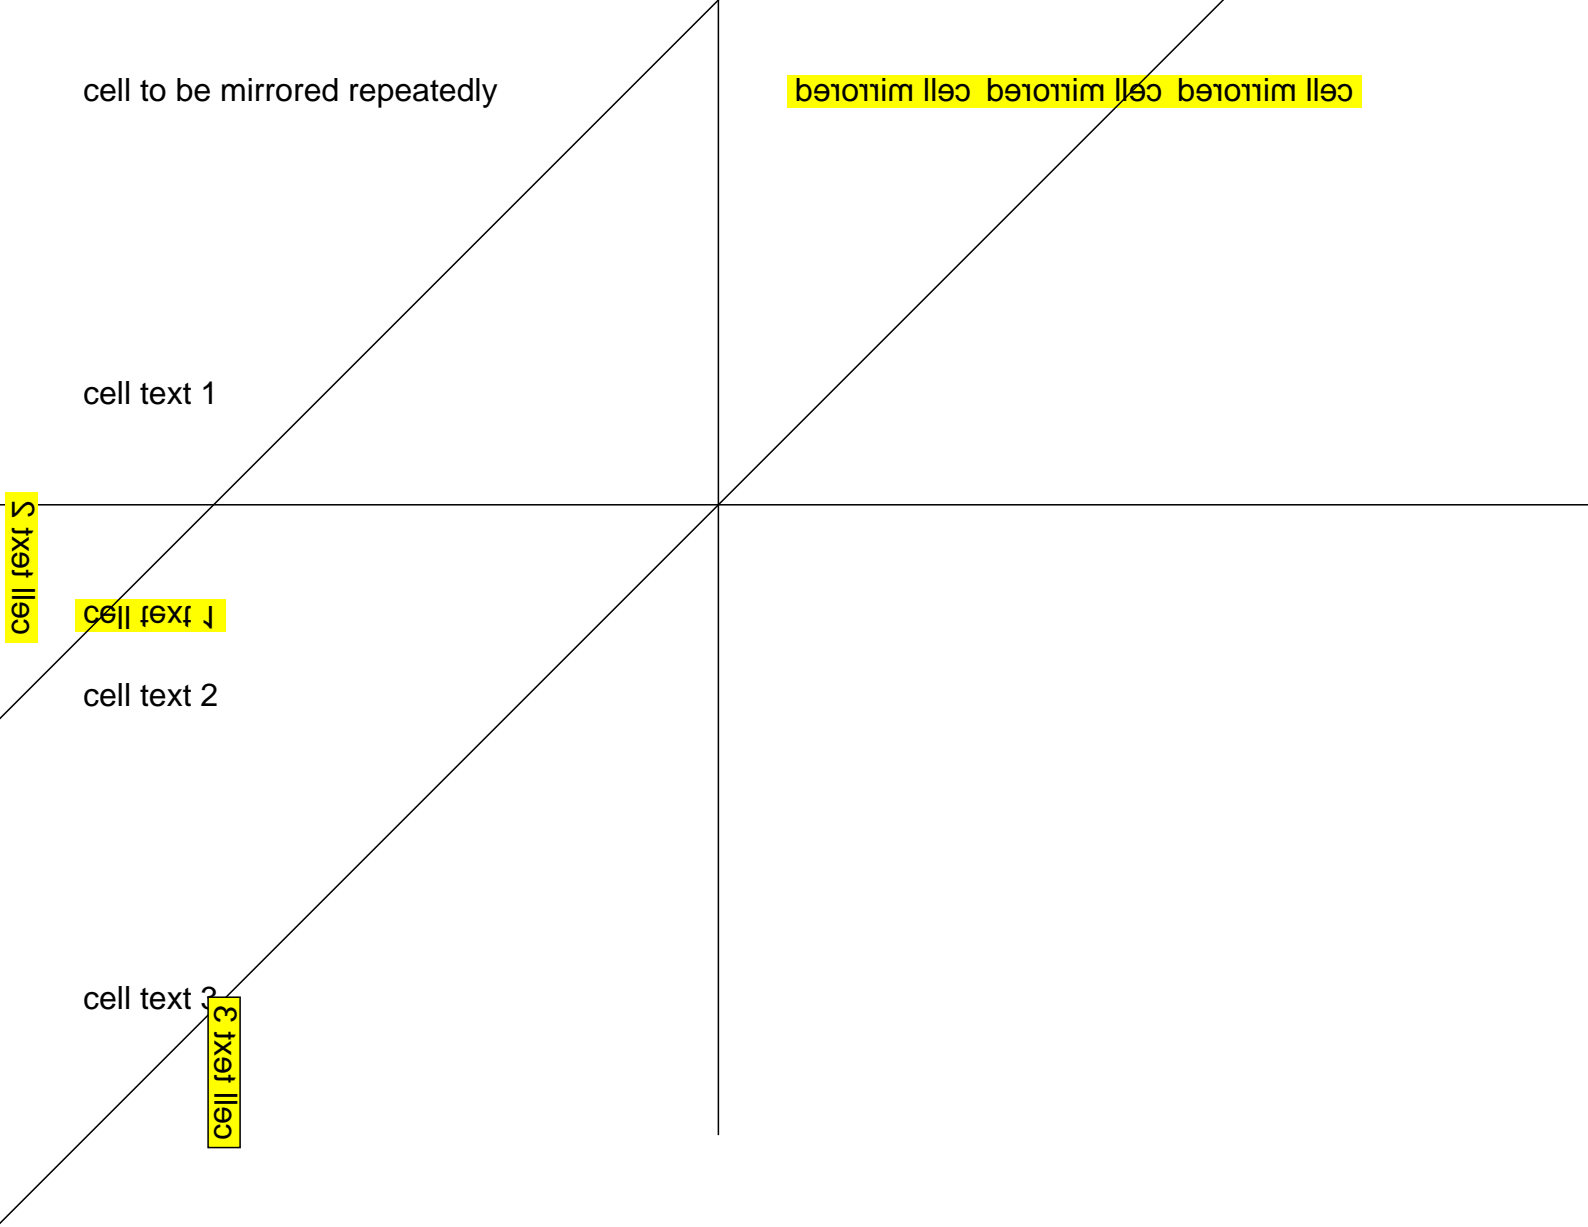 cell to be mirrored repeatedly
cell mirrored cell mirrored cell mirrored
cell text 1
cell text 2
cell text 1
cell text 2
cell text 3
cell text 3